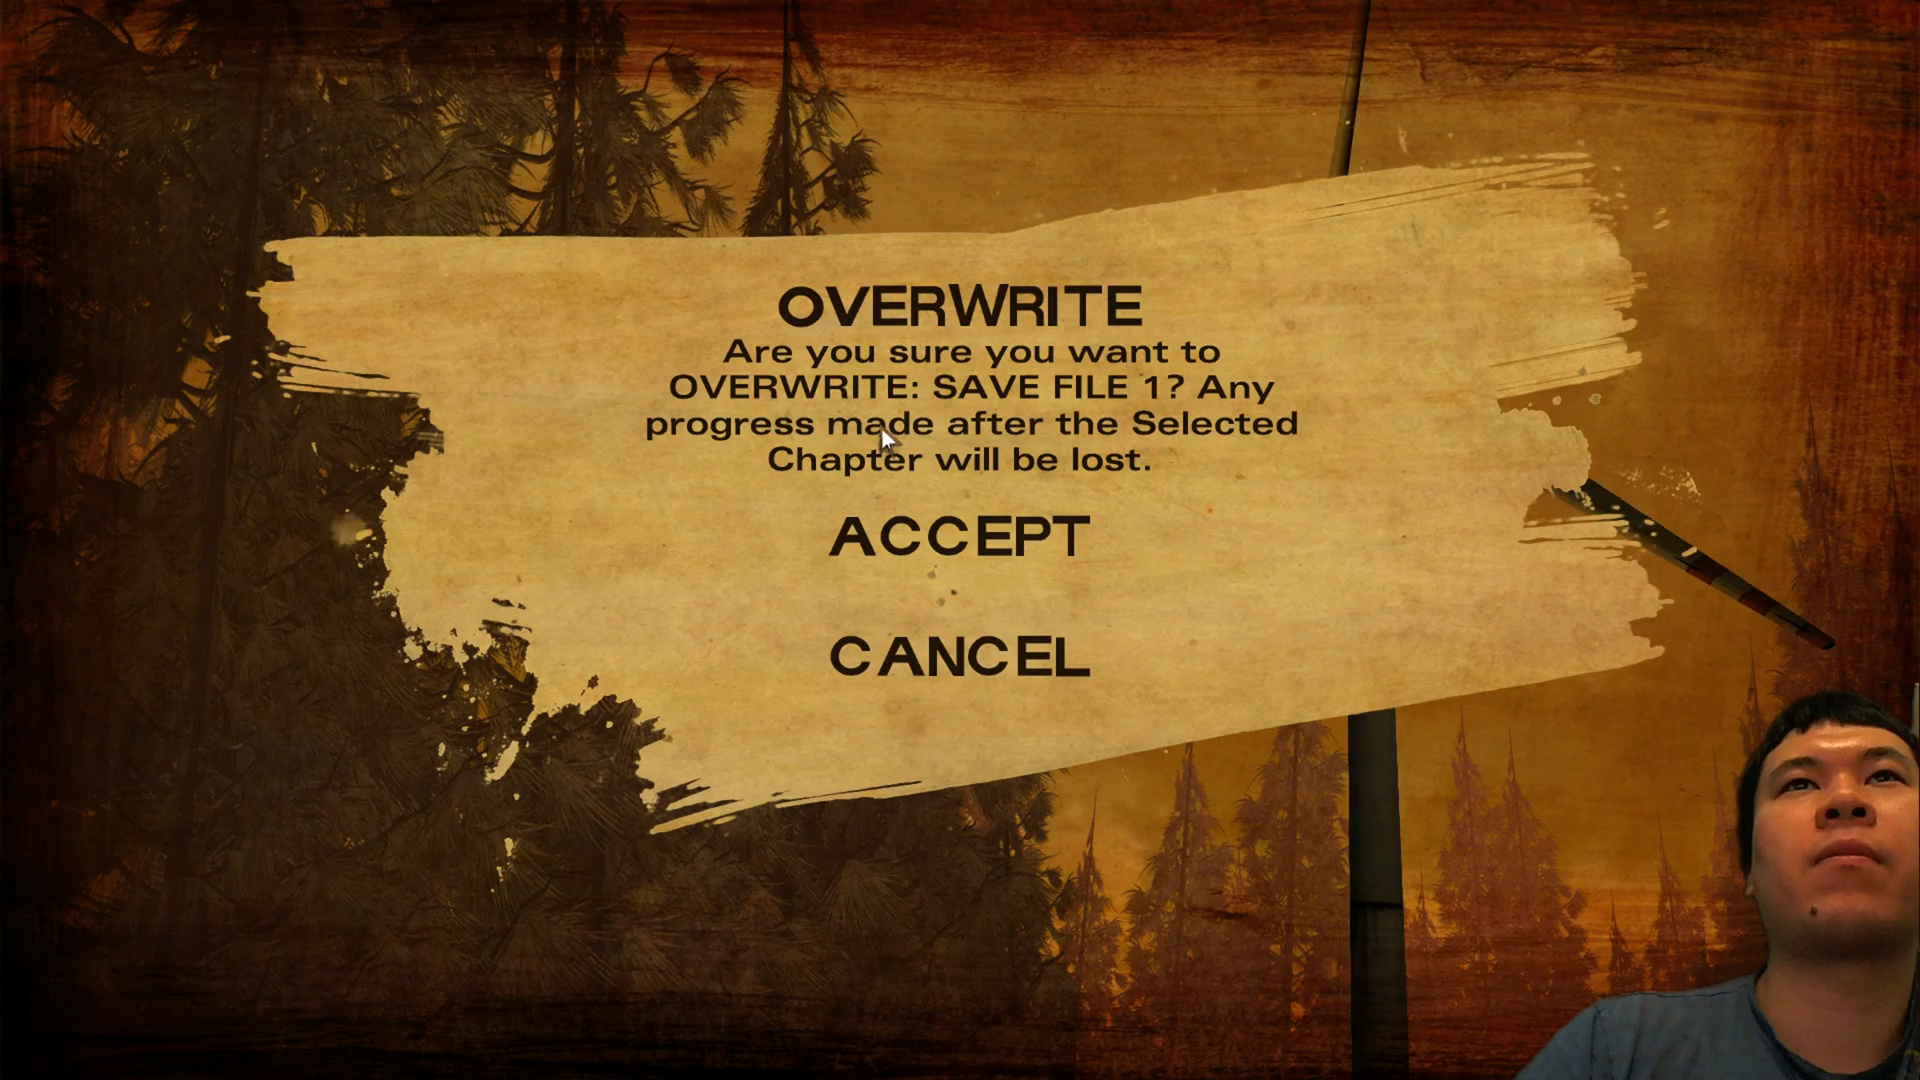 OVERWRITE
Are you sure you want to
OVERWRITE: SAVE FILE 1? Any
progress made after the Selected
Chapter will be lost.
ACCEPT
CANCEL